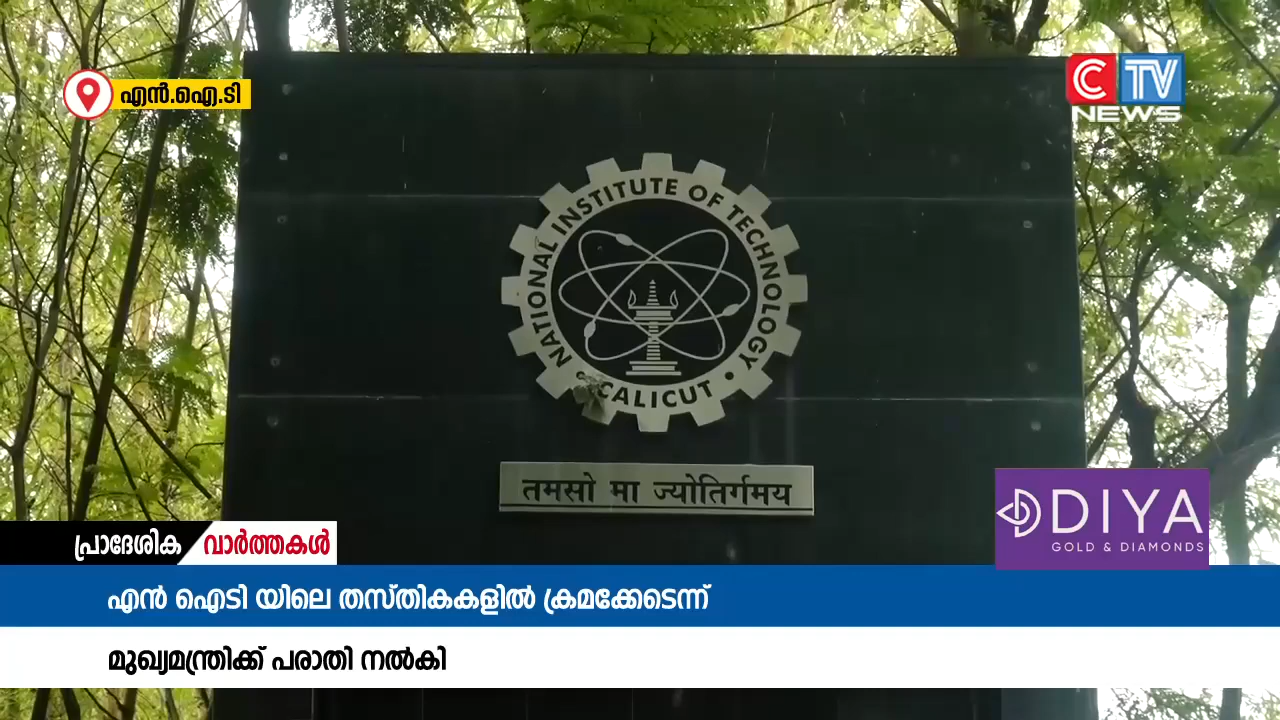 എൻ.ഐ.ടി
CTV
NEWS
NATIONAL INSTITUTE OF TECHNOLOGY
CALICUT
तमसो मा ज्योतिर्गमय
DIYA
GOLD & DIAMONDS
പ്രാദേശിക വാർത്തകൾ
എൻ ഐടി യിലെ തസ്തികകളിൽ ക്രമക്കേടെന്ന്
മുഖ്യമന്ത്രിക്ക് പരാതി നൽകി